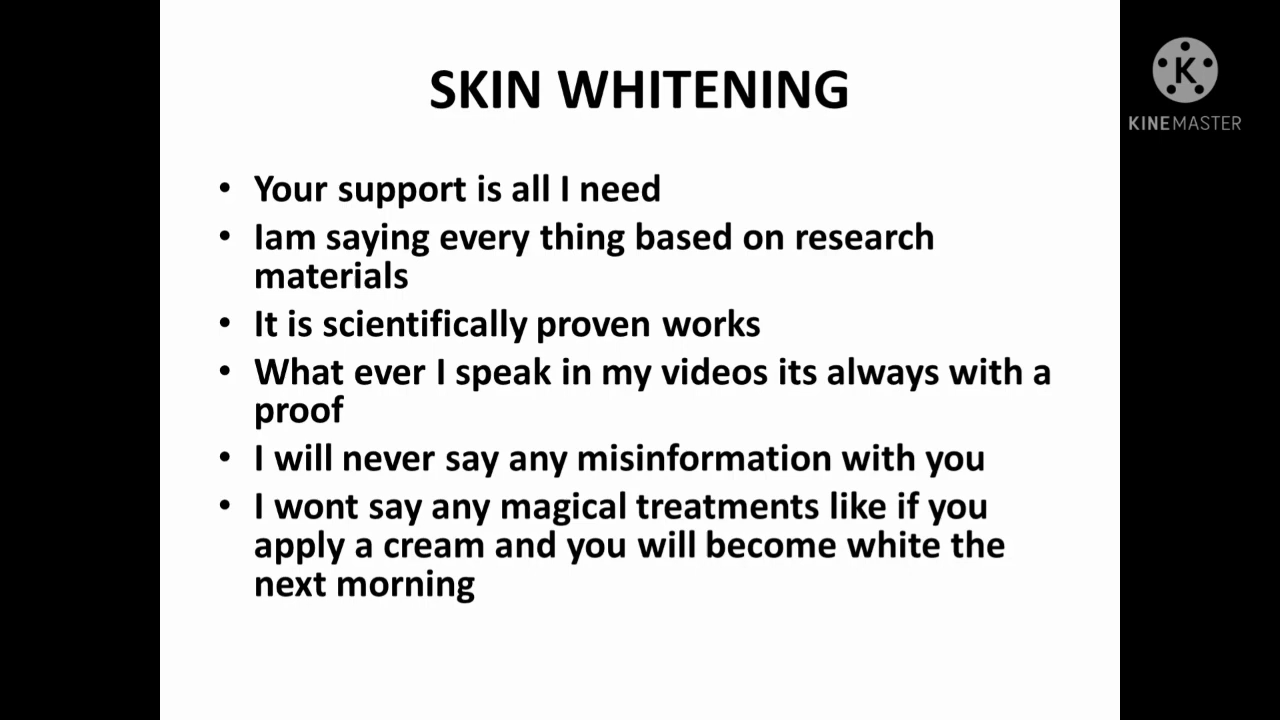 SKIN WHITENING
K
KINEMASTER
• Your support is all I need
• Iam saying every thing based on research
materials
• It is scientifically proven works
• What ever I speak in my videos its always with a
proof
• I will never say any misinformation with you
• I wont say any magical treatments like if you
apply a cream and you will become white the
next morning